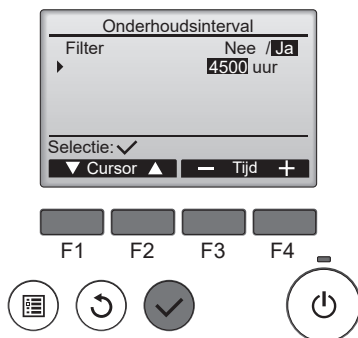 Onderhoudsinterval
Filter Nee / Ja
4500 uur
Selectie:
Cursor Tijd
F1 F2 F3 F4